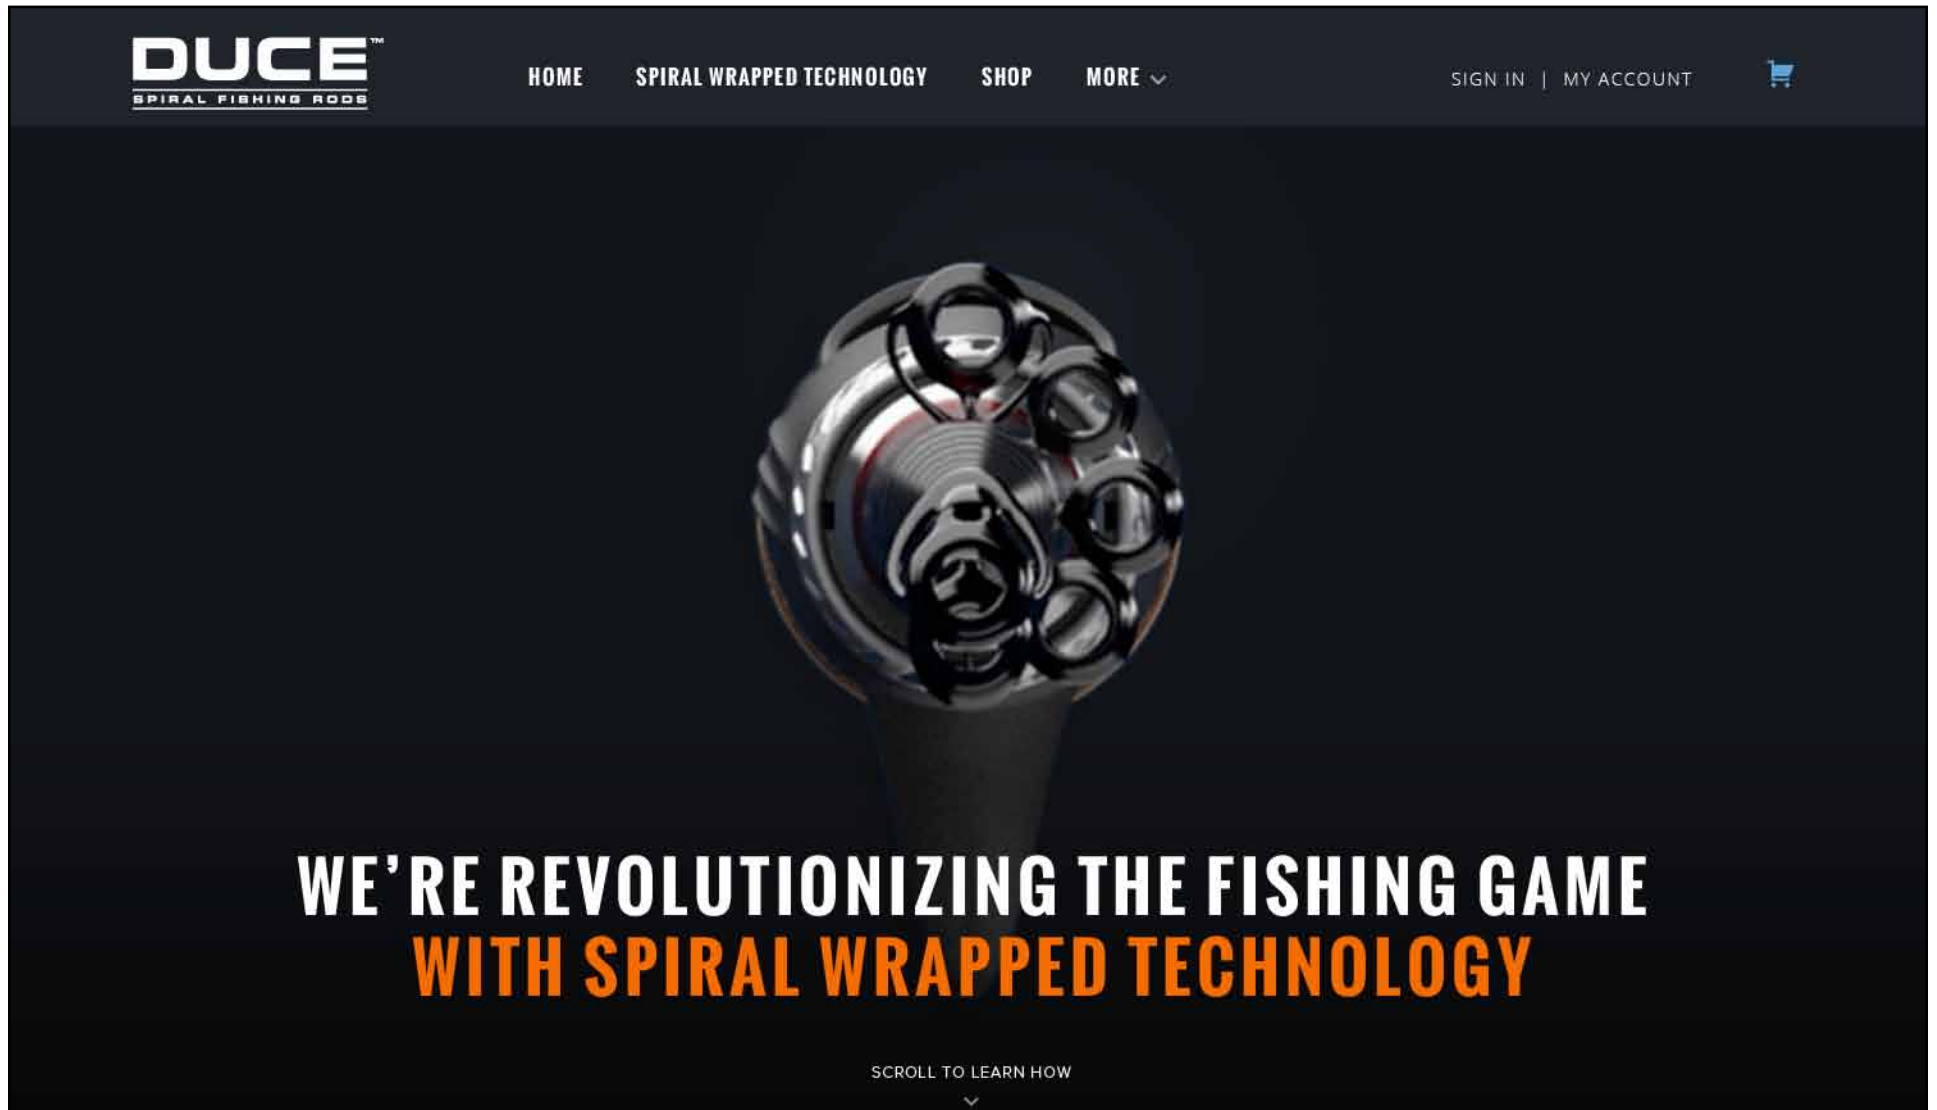 DUCE™
SPIRAL FISHING RODS
HOME SPIRAL WRAPPED TECHNOLOGY SHOP MORE
SIGN IN | MY ACCOUNT
WE'RE REVOLUTIONIZING THE FISHING GAME
WITH SPIRAL WRAPPED TECHNOLOGY
SCROLL TO LEARN HOW